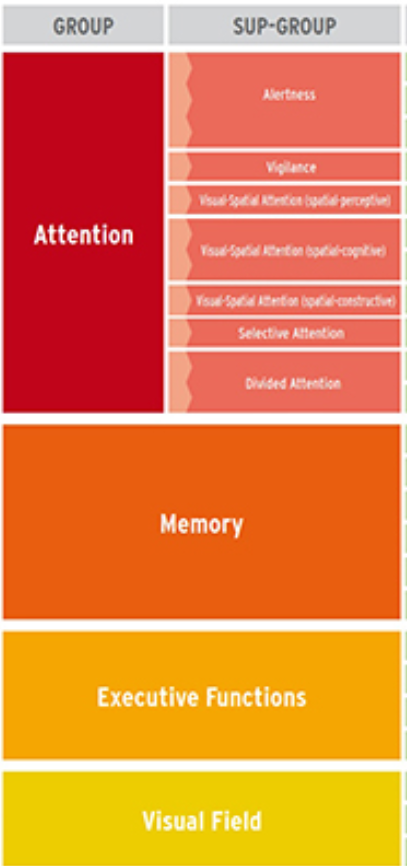 GROUP
SUP-GROUP
Attention
Alertness
Vigilance
Visual-Spatial Attention (spatial-perceptive)
Visual-Spatial Attention (spatial-cognitive)
Visual-Spatial Attention (spatial-constructive)
Selective Attention
Divided Attention
Memory
Executive Functions
Visual Field